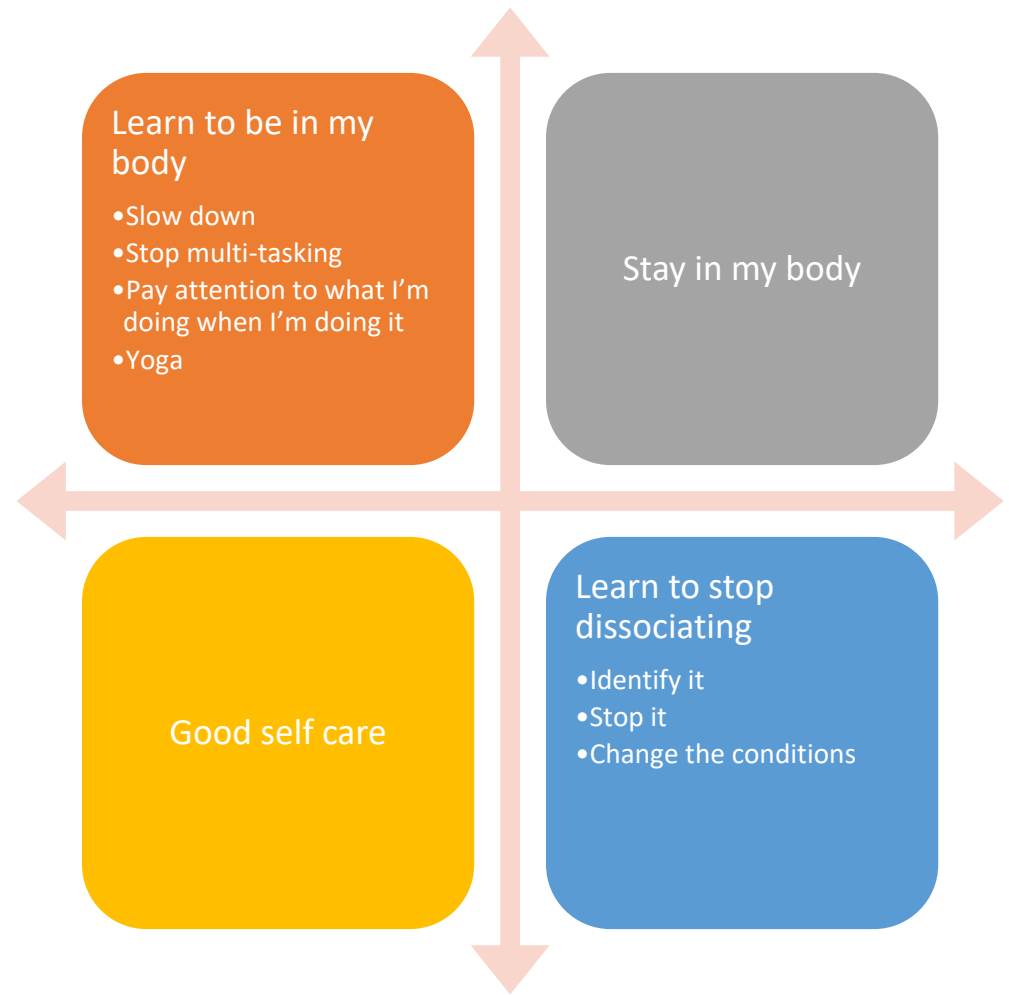 Learn to be in my
body
•Slow down
•Stop multi-tasking
•Pay attention to what I’m
doing when I’m doing it
•Yoga
Stay in my body
Good self care
Learn to stop
dissociating
•Identify it
•Stop it
•Change the conditions